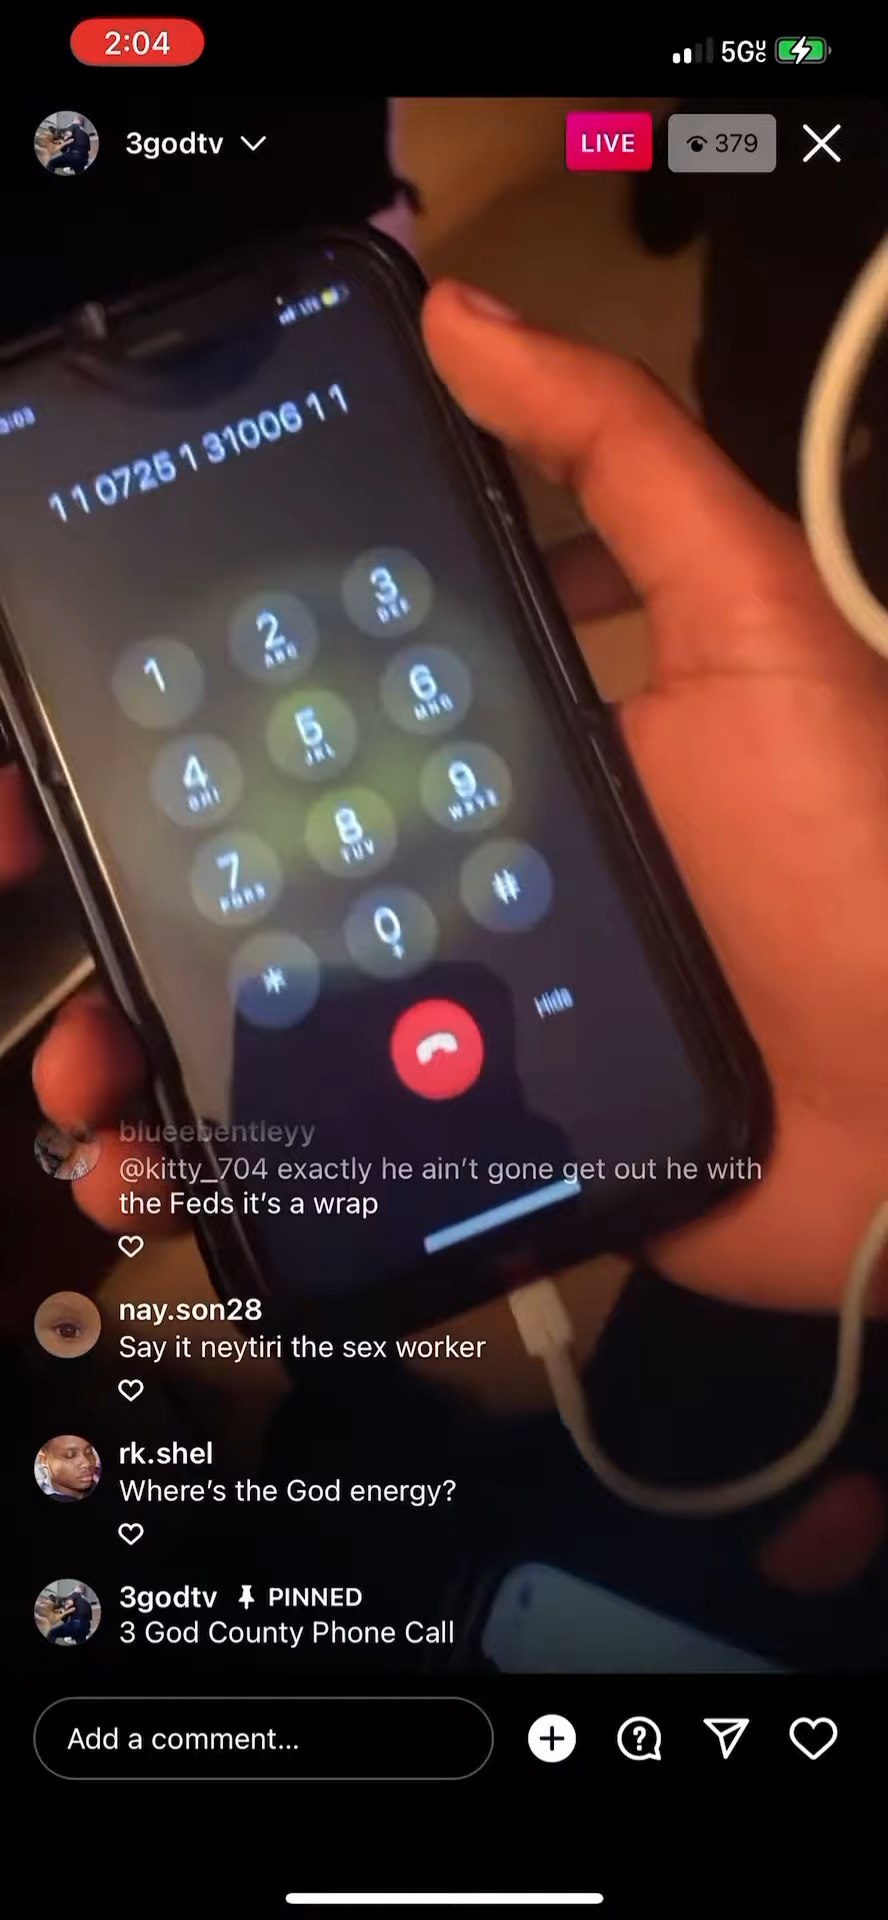 2:04
5GUC
3godtv
LIVE
379
11072513100611
1
2
ABC
3
DEF
4
GHI
5
JKL
6
MNO
7
PQRS
8
TUV
9
WXYZ
*
0
+
#
Hide
blueebentleyy
@kitty_704 exactly he ain't gone get out he with
the Feds it's a wrap
nay.son28
Say it neytiri the sex worker
rk.shel
Where's the God energy?
3godtv PINNED
3 God County Phone Call
Add a comment...